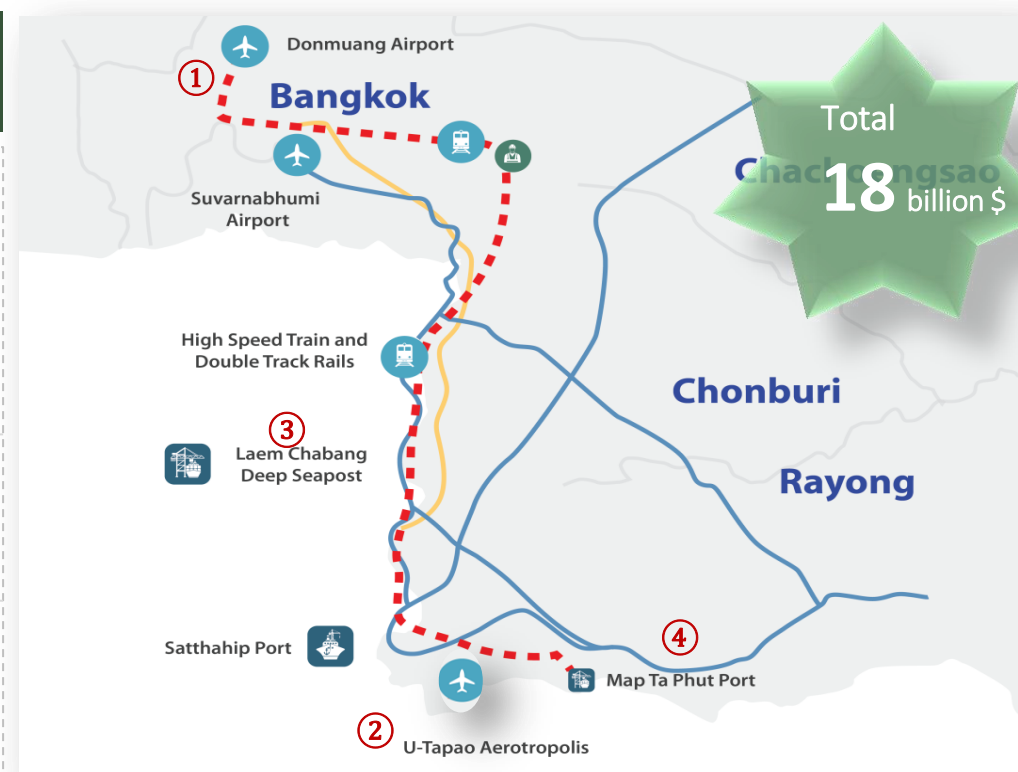 Donmuang Airport
①
Bangkok
Total
Chachoengsao
18 billion $
Suvarnabhumi
Airport
High Speed Train and
Double Track Rails
Chonburi
③
Laem Chabang
Deep Seapost
Rayong
④
Satthahip Port
Map Ta Phut Port
②
U-Tapao Aerotropolis